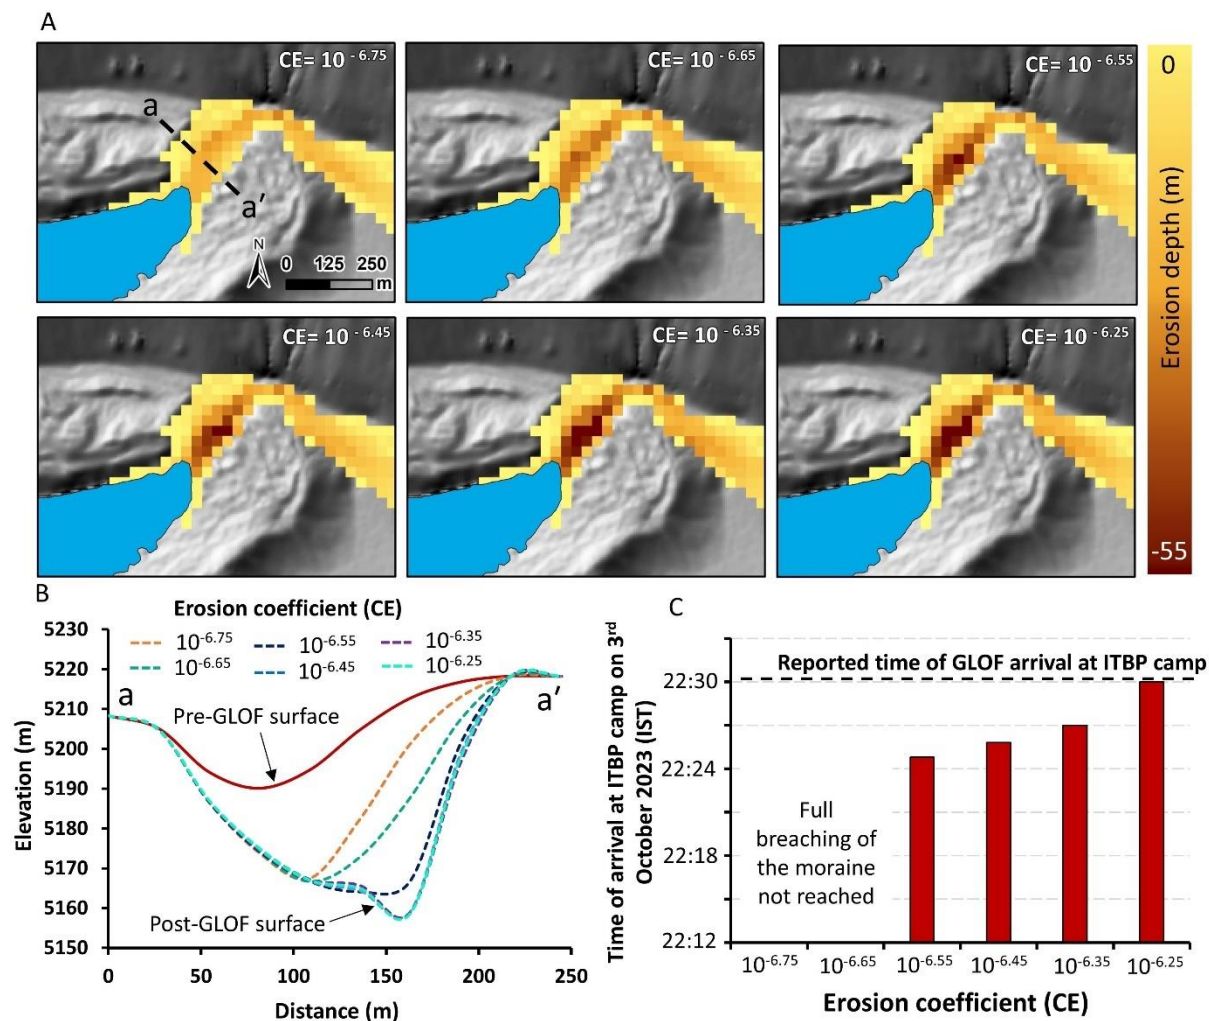 A
CE= 10 -6.75
CE= 10 -6.65
CE= 10 -6.55
a
a'
N
0 125 250
m
CE= 10 -6.45
CE= 10 -6.35
CE= 10 -6.25
0
Erosion depth (m)
-55
B
Erosion coefficient (CE)
10-6.75 10-6.55 10-6.35
10-6.65 10-6.45 10-6.25
5230
5220
5210
5200
5190
5180
5170
5160
5150
Elevation (m)
a
a'
Pre-GLOF surface
Post-GLOF surface
0 50 100 150 200 250
Distance (m)
C
Time of arrival at ITBP camp on 3rd
October 2023 (IST)
Reported time of GLOF arrival at ITBP camp
22:30
22:24
22:18
22:12
Full
breaching of
the moraine
not reached
10-6.75 10-6.65 10-6.55 10-6.45 10-6.35 10-6.25
Erosion coefficient (CE)